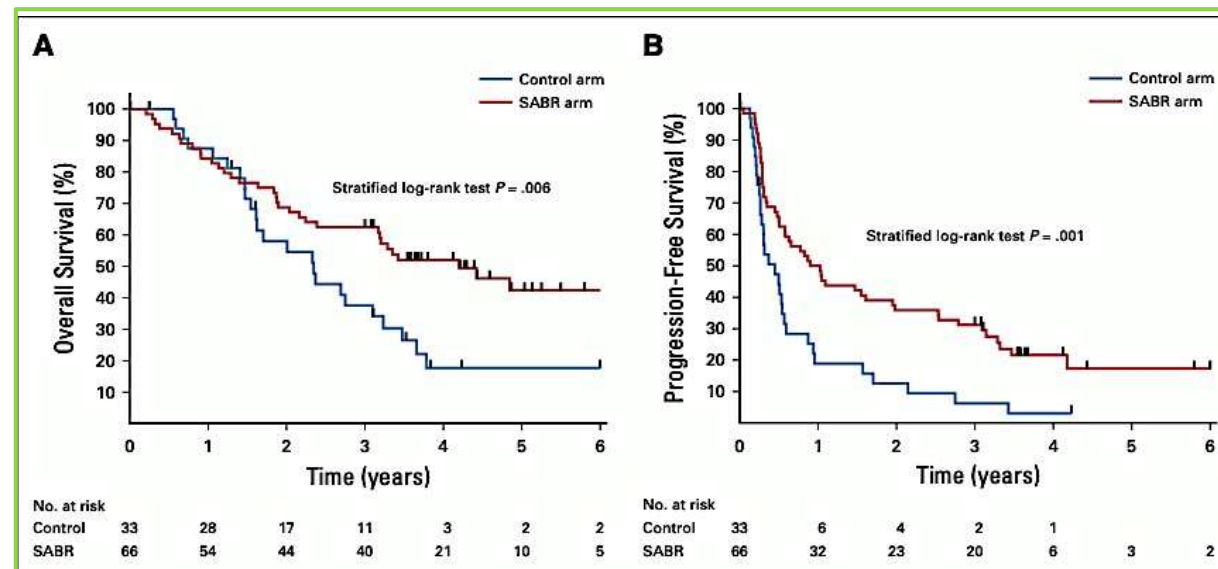 A
Control arm
SABR arm
Overall Survival (%)
100
90
80
70
60
50
40
30
20
10
Stratified log-rank test P = .006
0 1 2 3 4 5 6
Time (years)
No. at risk
Control 33 28 17 11 3 2 2
SABR 66 54 44 40 21 10 5
B
Control arm
SABR arm
Progression-Free Survival (%)
100
90
80
70
60
50
40
30
20
10
Stratified log-rank test P = .001
0 1 2 3 4 5 6
Time (years)
No. at risk
Control 33 6 4 2 1
SABR 66 32 23 20 6 3 2